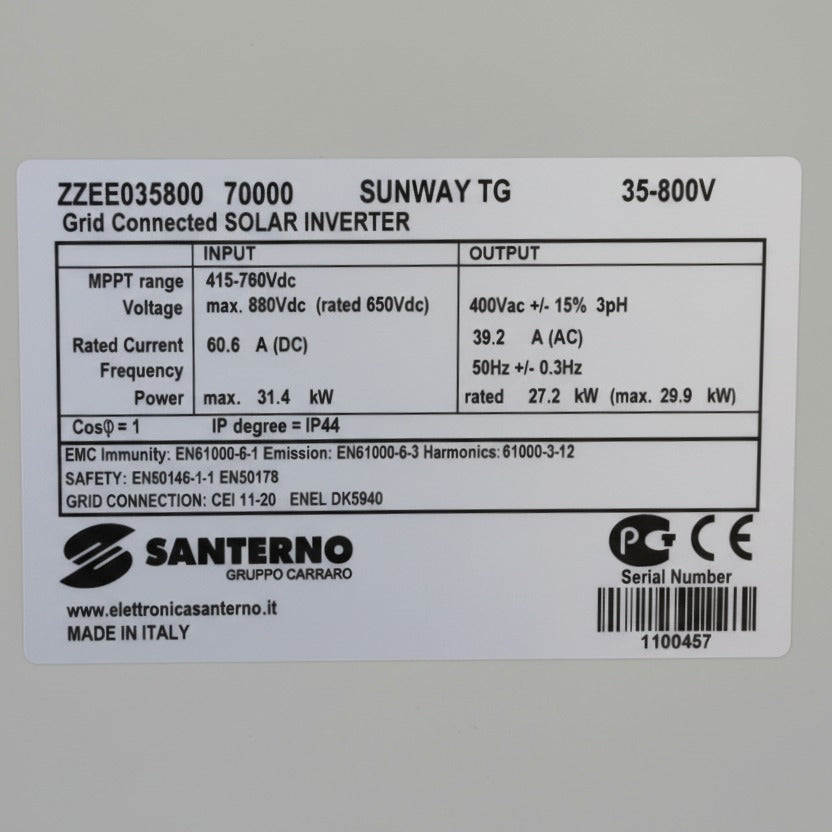 ZZEE035800 70000 SUNWAY TG 35-800V
Grid Connected SOLAR INVERTER
INPUT OUTPUT
MPPT range 415-760Vdc
Voltage max. 880Vdc (rated 650Vdc) 400Vac +/- 15% 3pH
Rated Current 60.6 A (DC) 39.2 A (AC)
Frequency 50Hz +/- 0.3Hz
Power max. 31.4 kW rated 27.2 kW (max. 29.9 kW)
Cosφ = 1 IP degree = IP44
EMC Immunity: EN61000-6-1 Emission: EN61000-6-3 Harmonics: 61000-3-12
SAFETY: EN50146-1-1 EN50178
GRID CONNECTION: CEI 11-20 ENEL DK5940
SANTERNO
GRUPPO CARRARO
www.elettronicasanterno.it
MADE IN ITALY
PCT CE
Serial Number
1100457